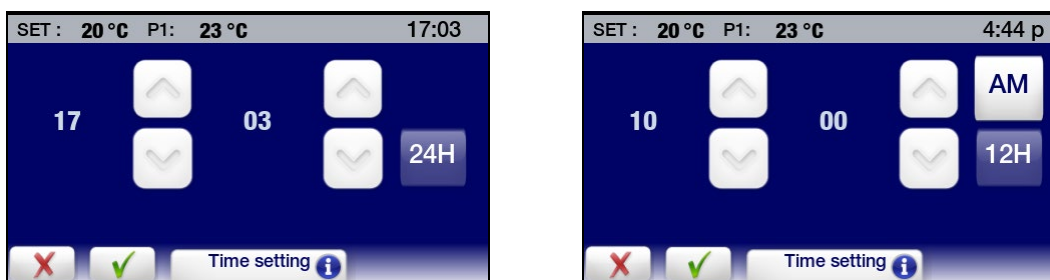 SET : 20 °C P1: 23 °C 17:03
17 03
24H
Time setting
SET : 20 °C P1: 23 °C 4:44 p
AM
10 00
12H
Time setting